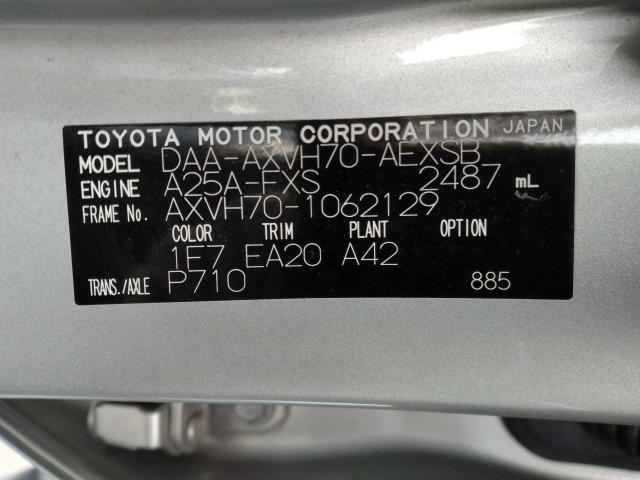 TOYOTA MOTOR CORPORATION JAPAN
MODEL DAA-AXVH70-AEXSB
ENGINE A25A-FXS 2487 mL
FRAME No. AXVH70-1062129
COLOR TRIM PLANT OPTION
1F7 EA20 A42
TRANS./AXLE P710 885